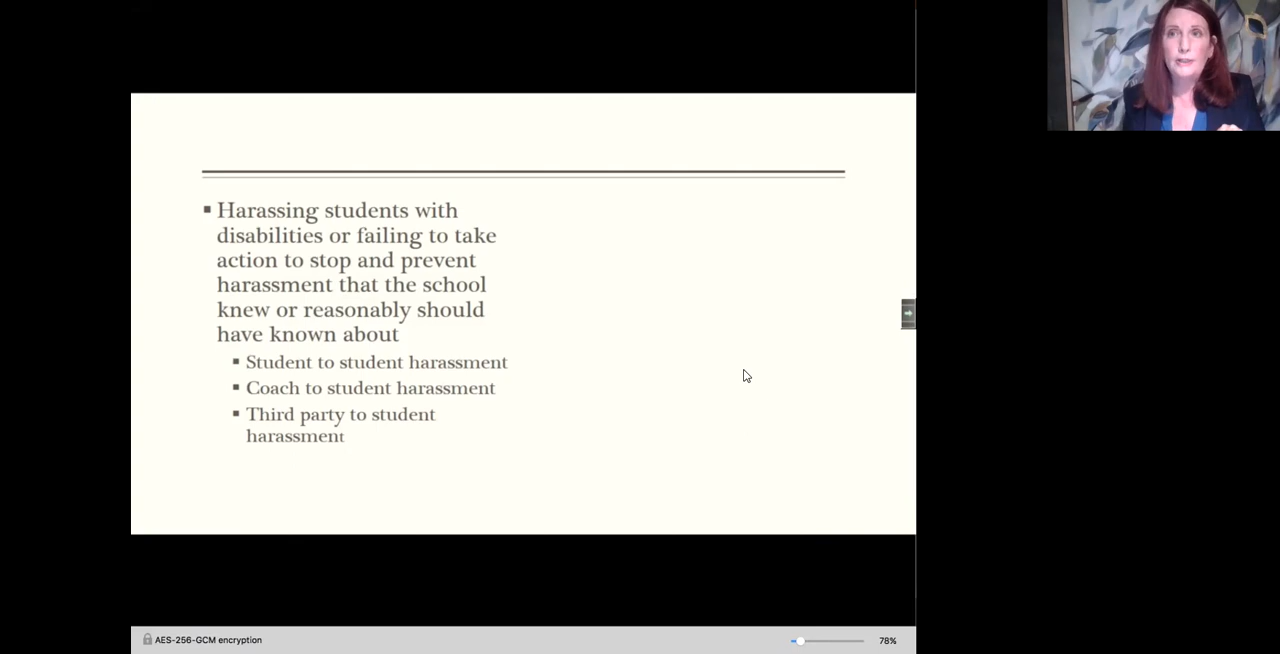 ▪ Harassing students with
disabilities or failing to take
action to stop and prevent
harassment that the school
knew or reasonably should
have known about
▪ Student to student harassment
▪ Coach to student harassment
▪ Third party to student
harassment
AES-256-GCM encryption
78%